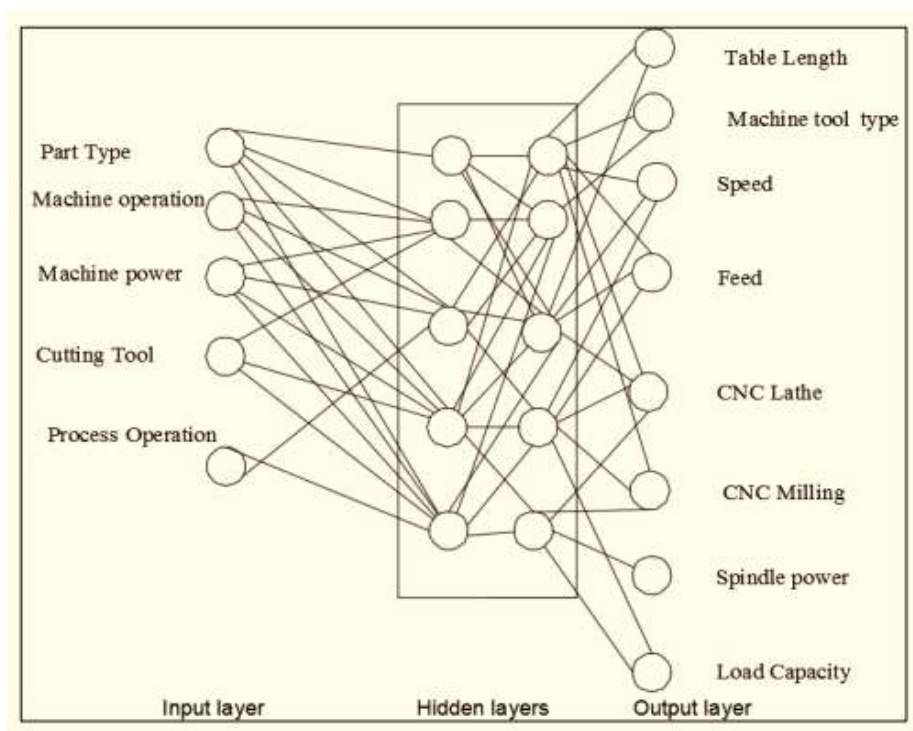 Part Type
Machine operation
Machine power
Cutting Tool
Process Operation
Table Length
Machine tool type
Speed
Feed
CNC Lathe
CNC Milling
Spindle power
Load Capacity
Input layer
Hidden layers
Output layer